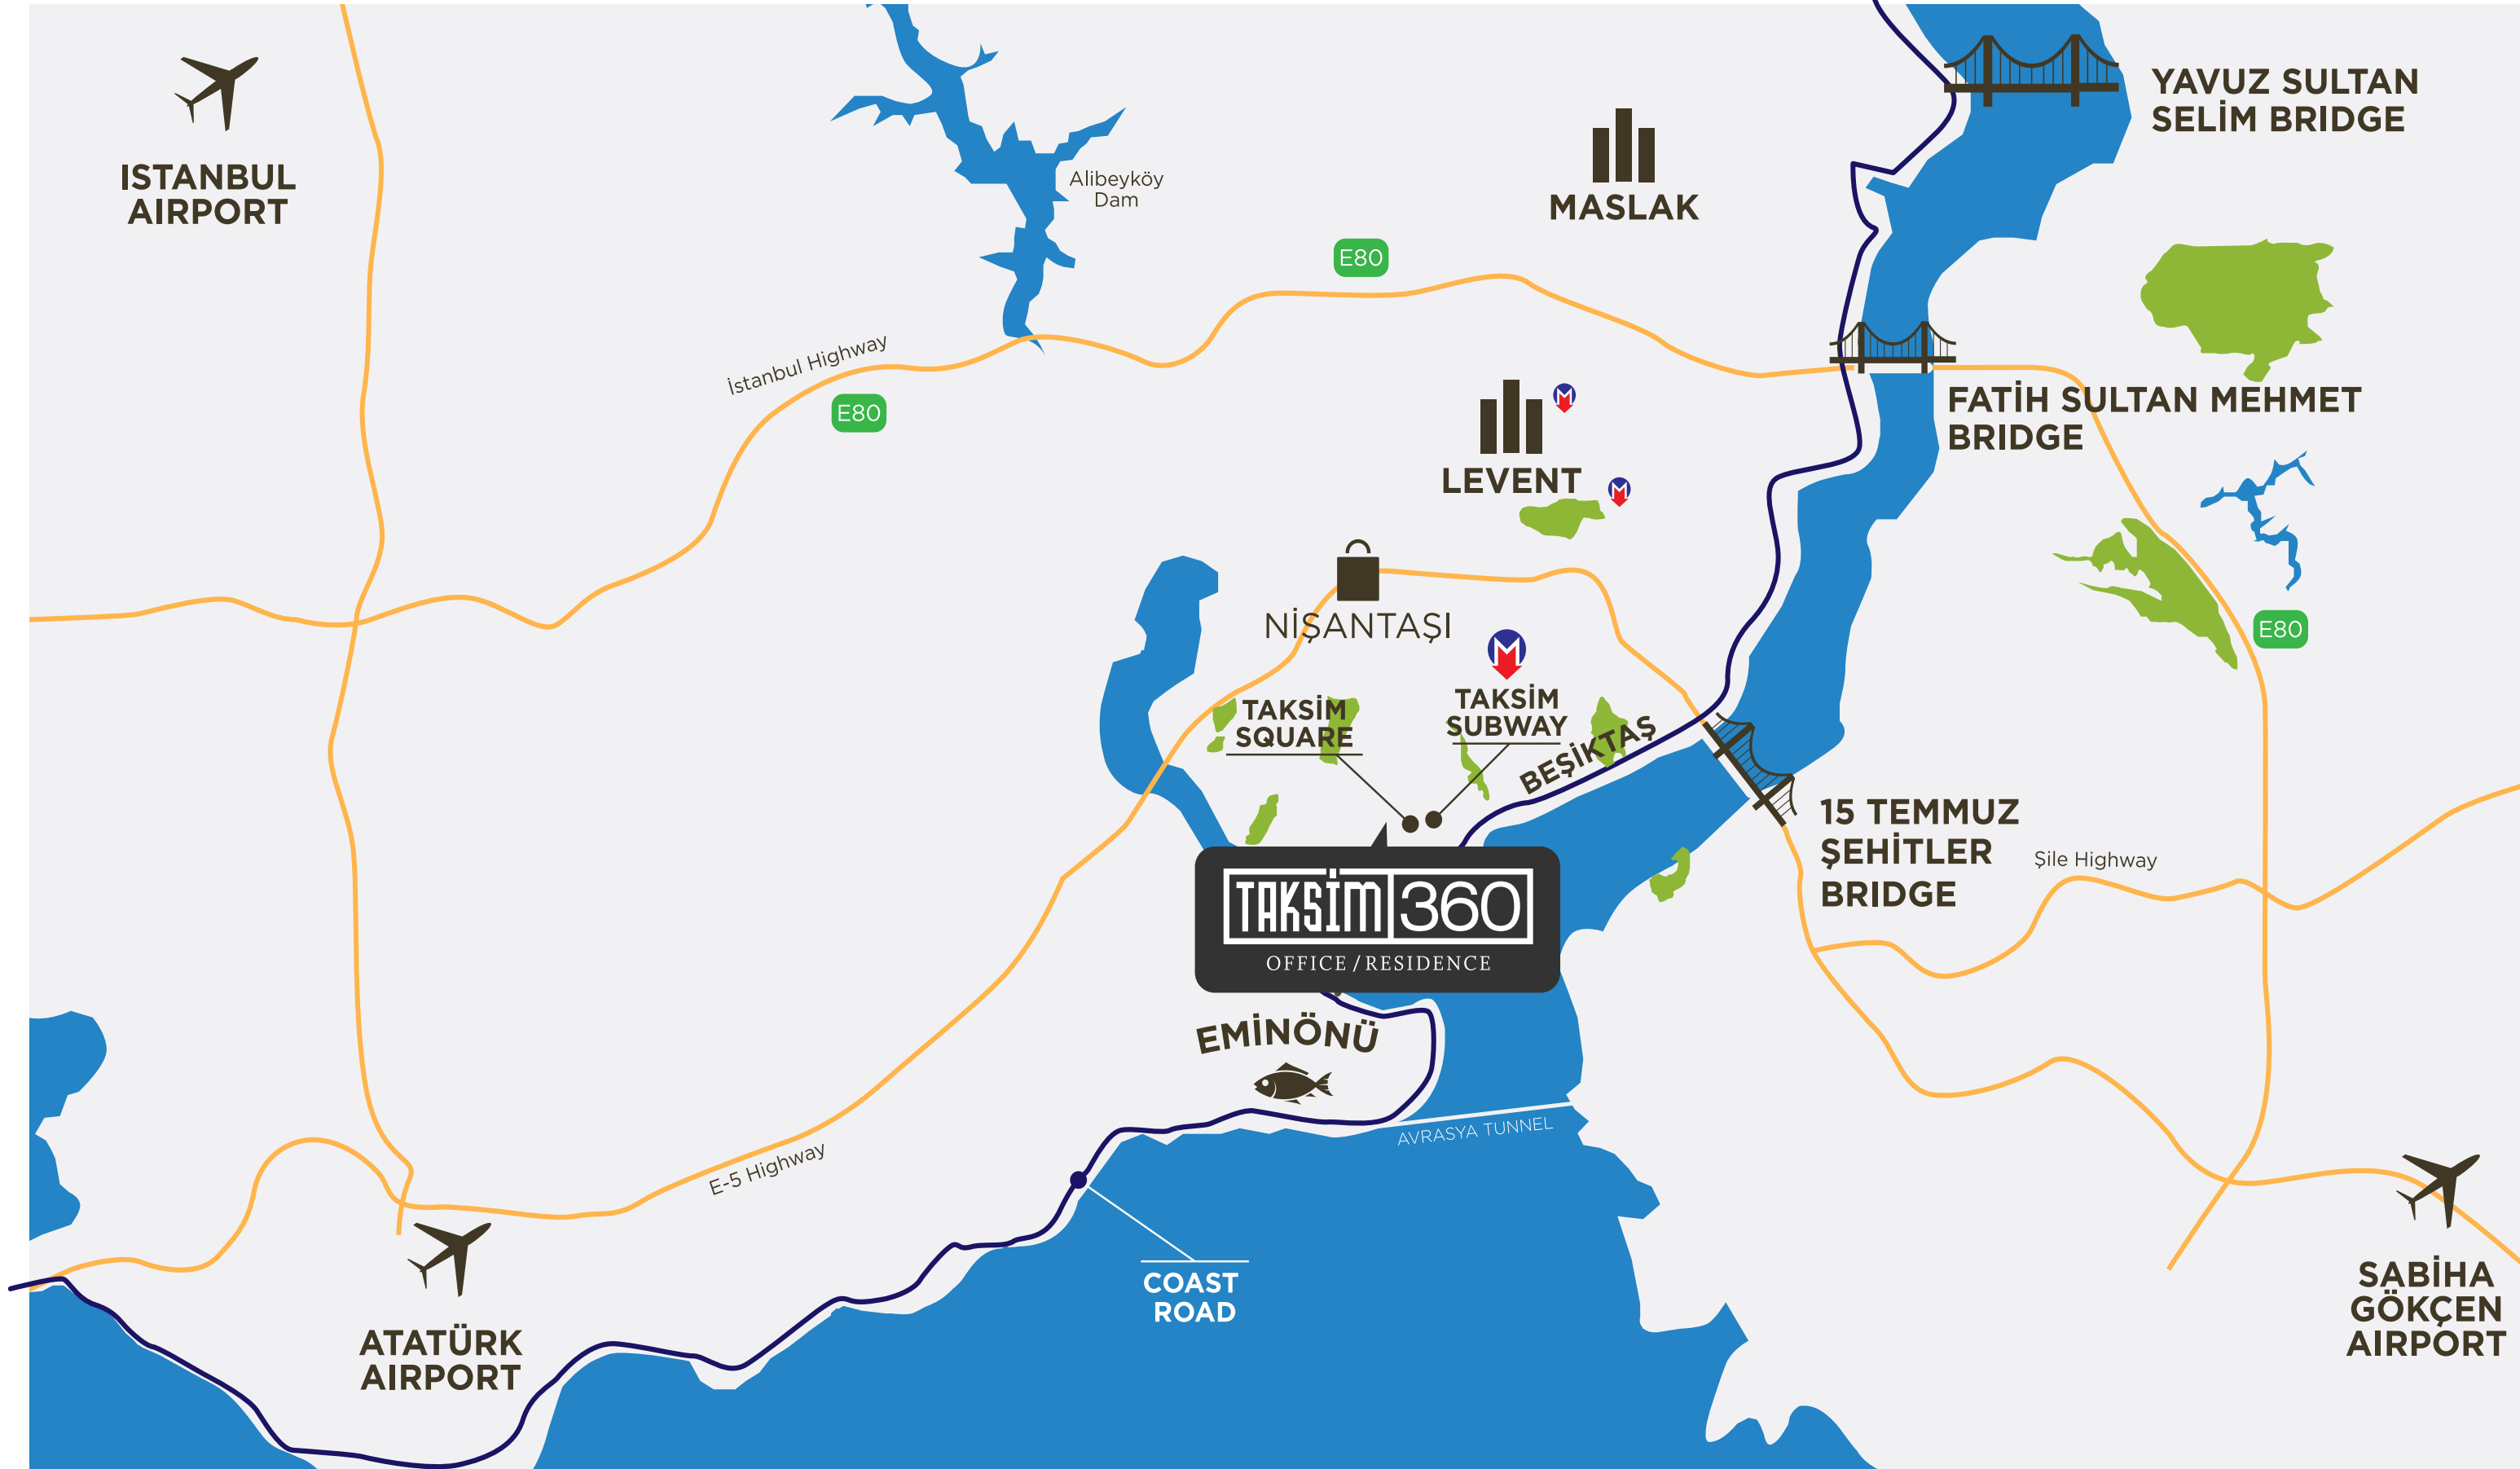 YAVUZ SULTAN
SELİM BRIDGE
ISTANBUL
AIRPORT
Alibeyköy
Dam
MASLAK
E80
İstanbul Highway
E80
FATİH SULTAN MEHMET
BRIDGE
LEVENT
M
M
NİŞANTAŞI
E80
M
TAKSİM
SQUARE
TAKSİM
SUBWAY
BEŞİKTAŞ
15 TEMMUZ
ŞEHİTLER
BRIDGE
Şile Highway
TAKSİM 360
OFFICE / RESIDENCE
EMİNÖNÜ
AVRASYA TUNNEL
E-5 Highway
COAST
ROAD
ATATÜRK
AIRPORT
SABİHA
GÖKÇEN
AIRPORT